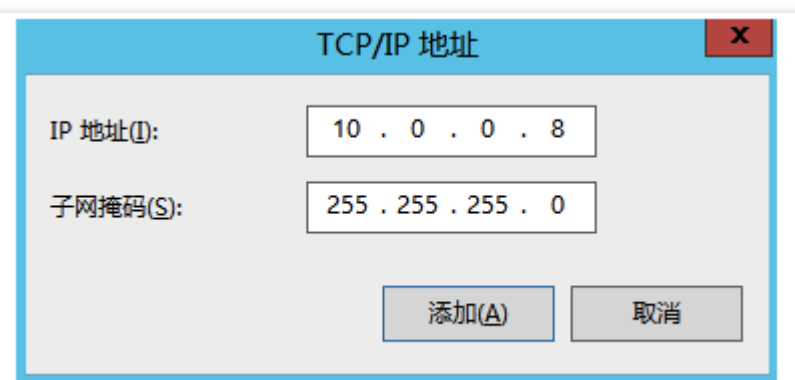 TCP/IP 地址
x
IP 地址(I): 10 . 0 . 0 . 8
子网掩码(S): 255 . 255 . 255 . 0
添加(A) 取消